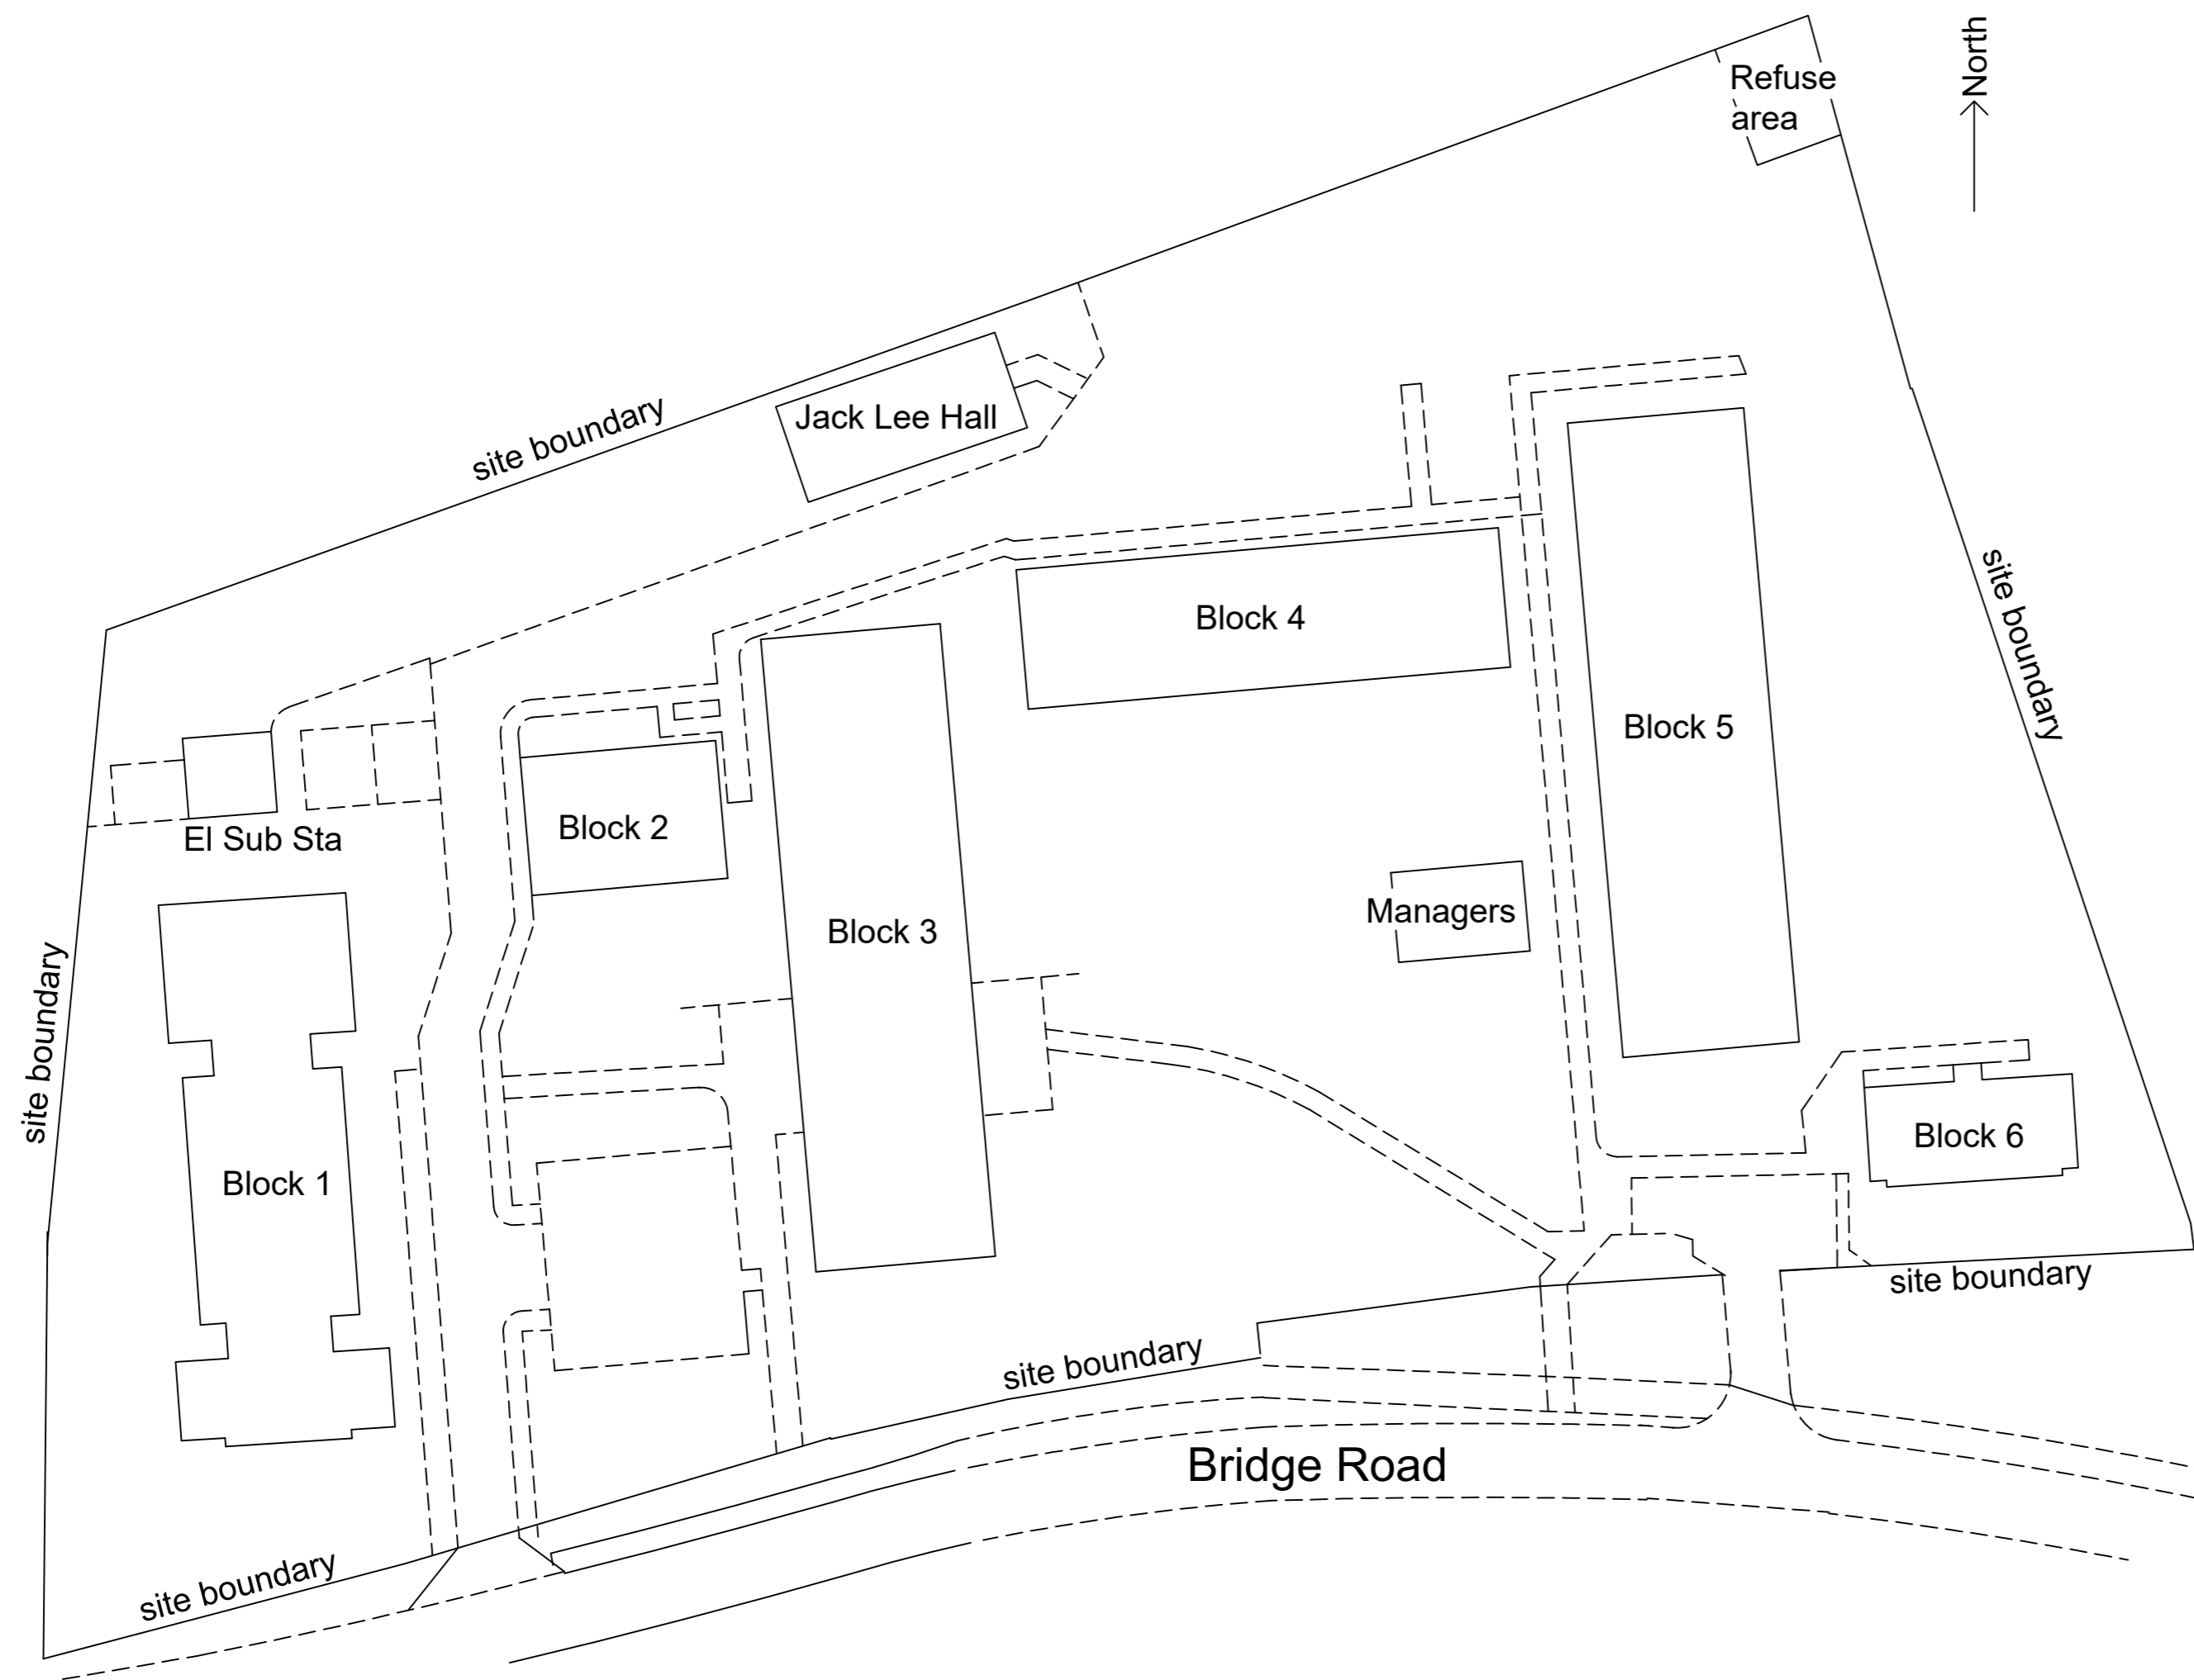 North
Refuse
area
site boundary
Jack Lee Hall
Block 4
site boundary
Block 5
El Sub Sta
Block 2
Managers
Block 3
site boundary
Block 6
Block 1
site boundary
site boundary
Bridge Road
site boundary